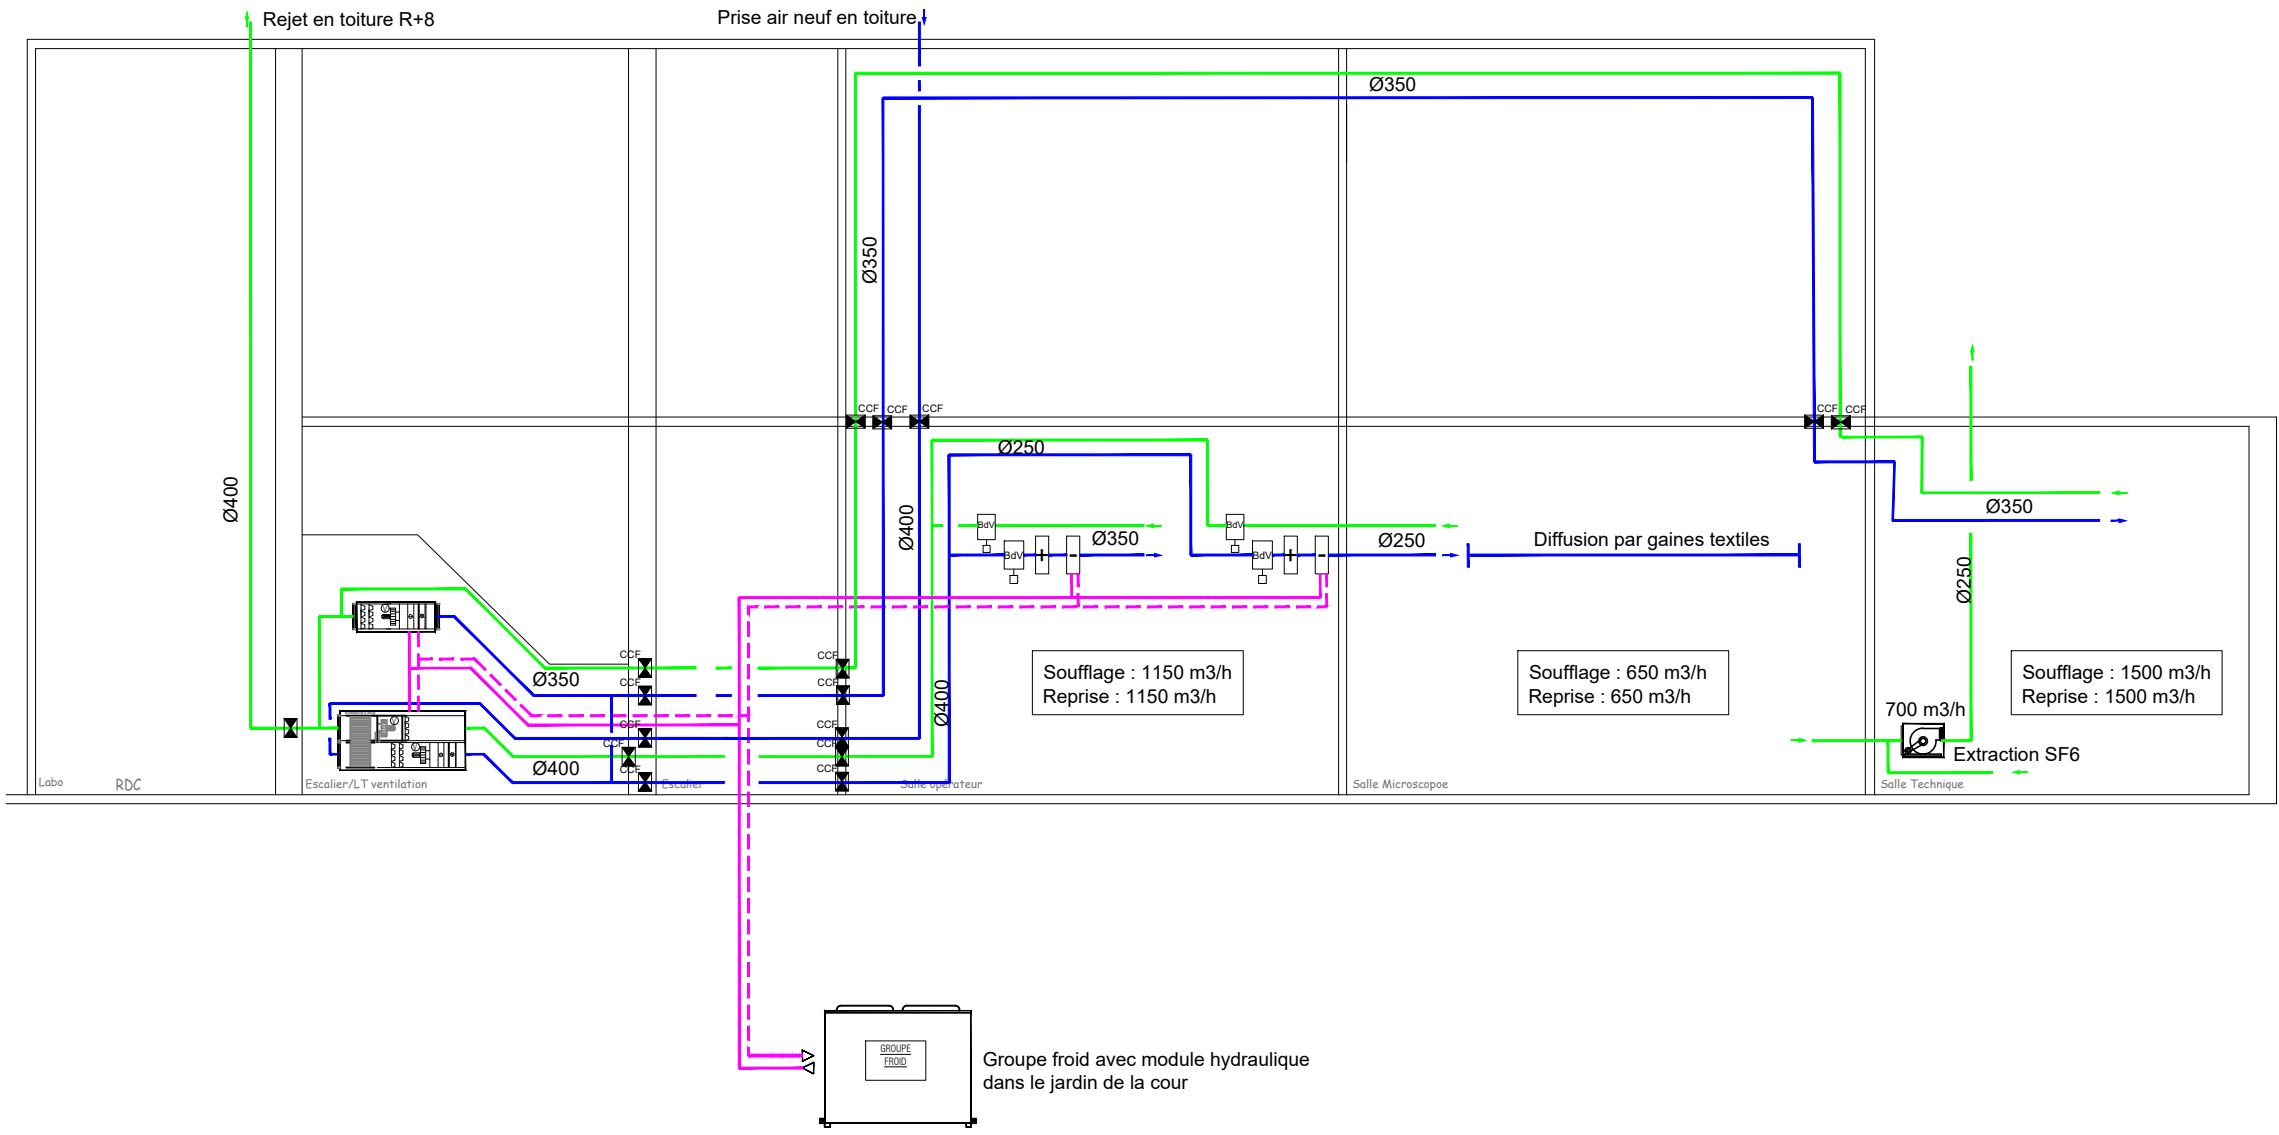 Rejet en toiture R+8
Prise air neuf en toiture
Ø350
Ø350
CCF
CCF
CCF
CCF
CCF
Ø250
Ø400
Ø400
BdV
BdV
Ø350
BdV
BdV
Ø250
+
-
+
-
Diffusion par gaines textiles
Ø350
Ø250
CCF
CCF
Ø350
CCF
CCF
CCF
CCF
CCF
CCF
CCF
CCF
Ø400
Ø400
Soufflage : 1150 m3/h
Reprise : 1150 m3/h
Soufflage : 650 m3/h
Reprise : 650 m3/h
Soufflage : 1500 m3/h
Reprise : 1500 m3/h
700 m3/h
Extraction SF6
Labo
RDC
Escalier/LT ventilation
Escalier
Salle opérateur
Salle Microscopoe
Salle Technique
GROUPE
FROID
Groupe froid avec module hydraulique
dans le jardin de la cour